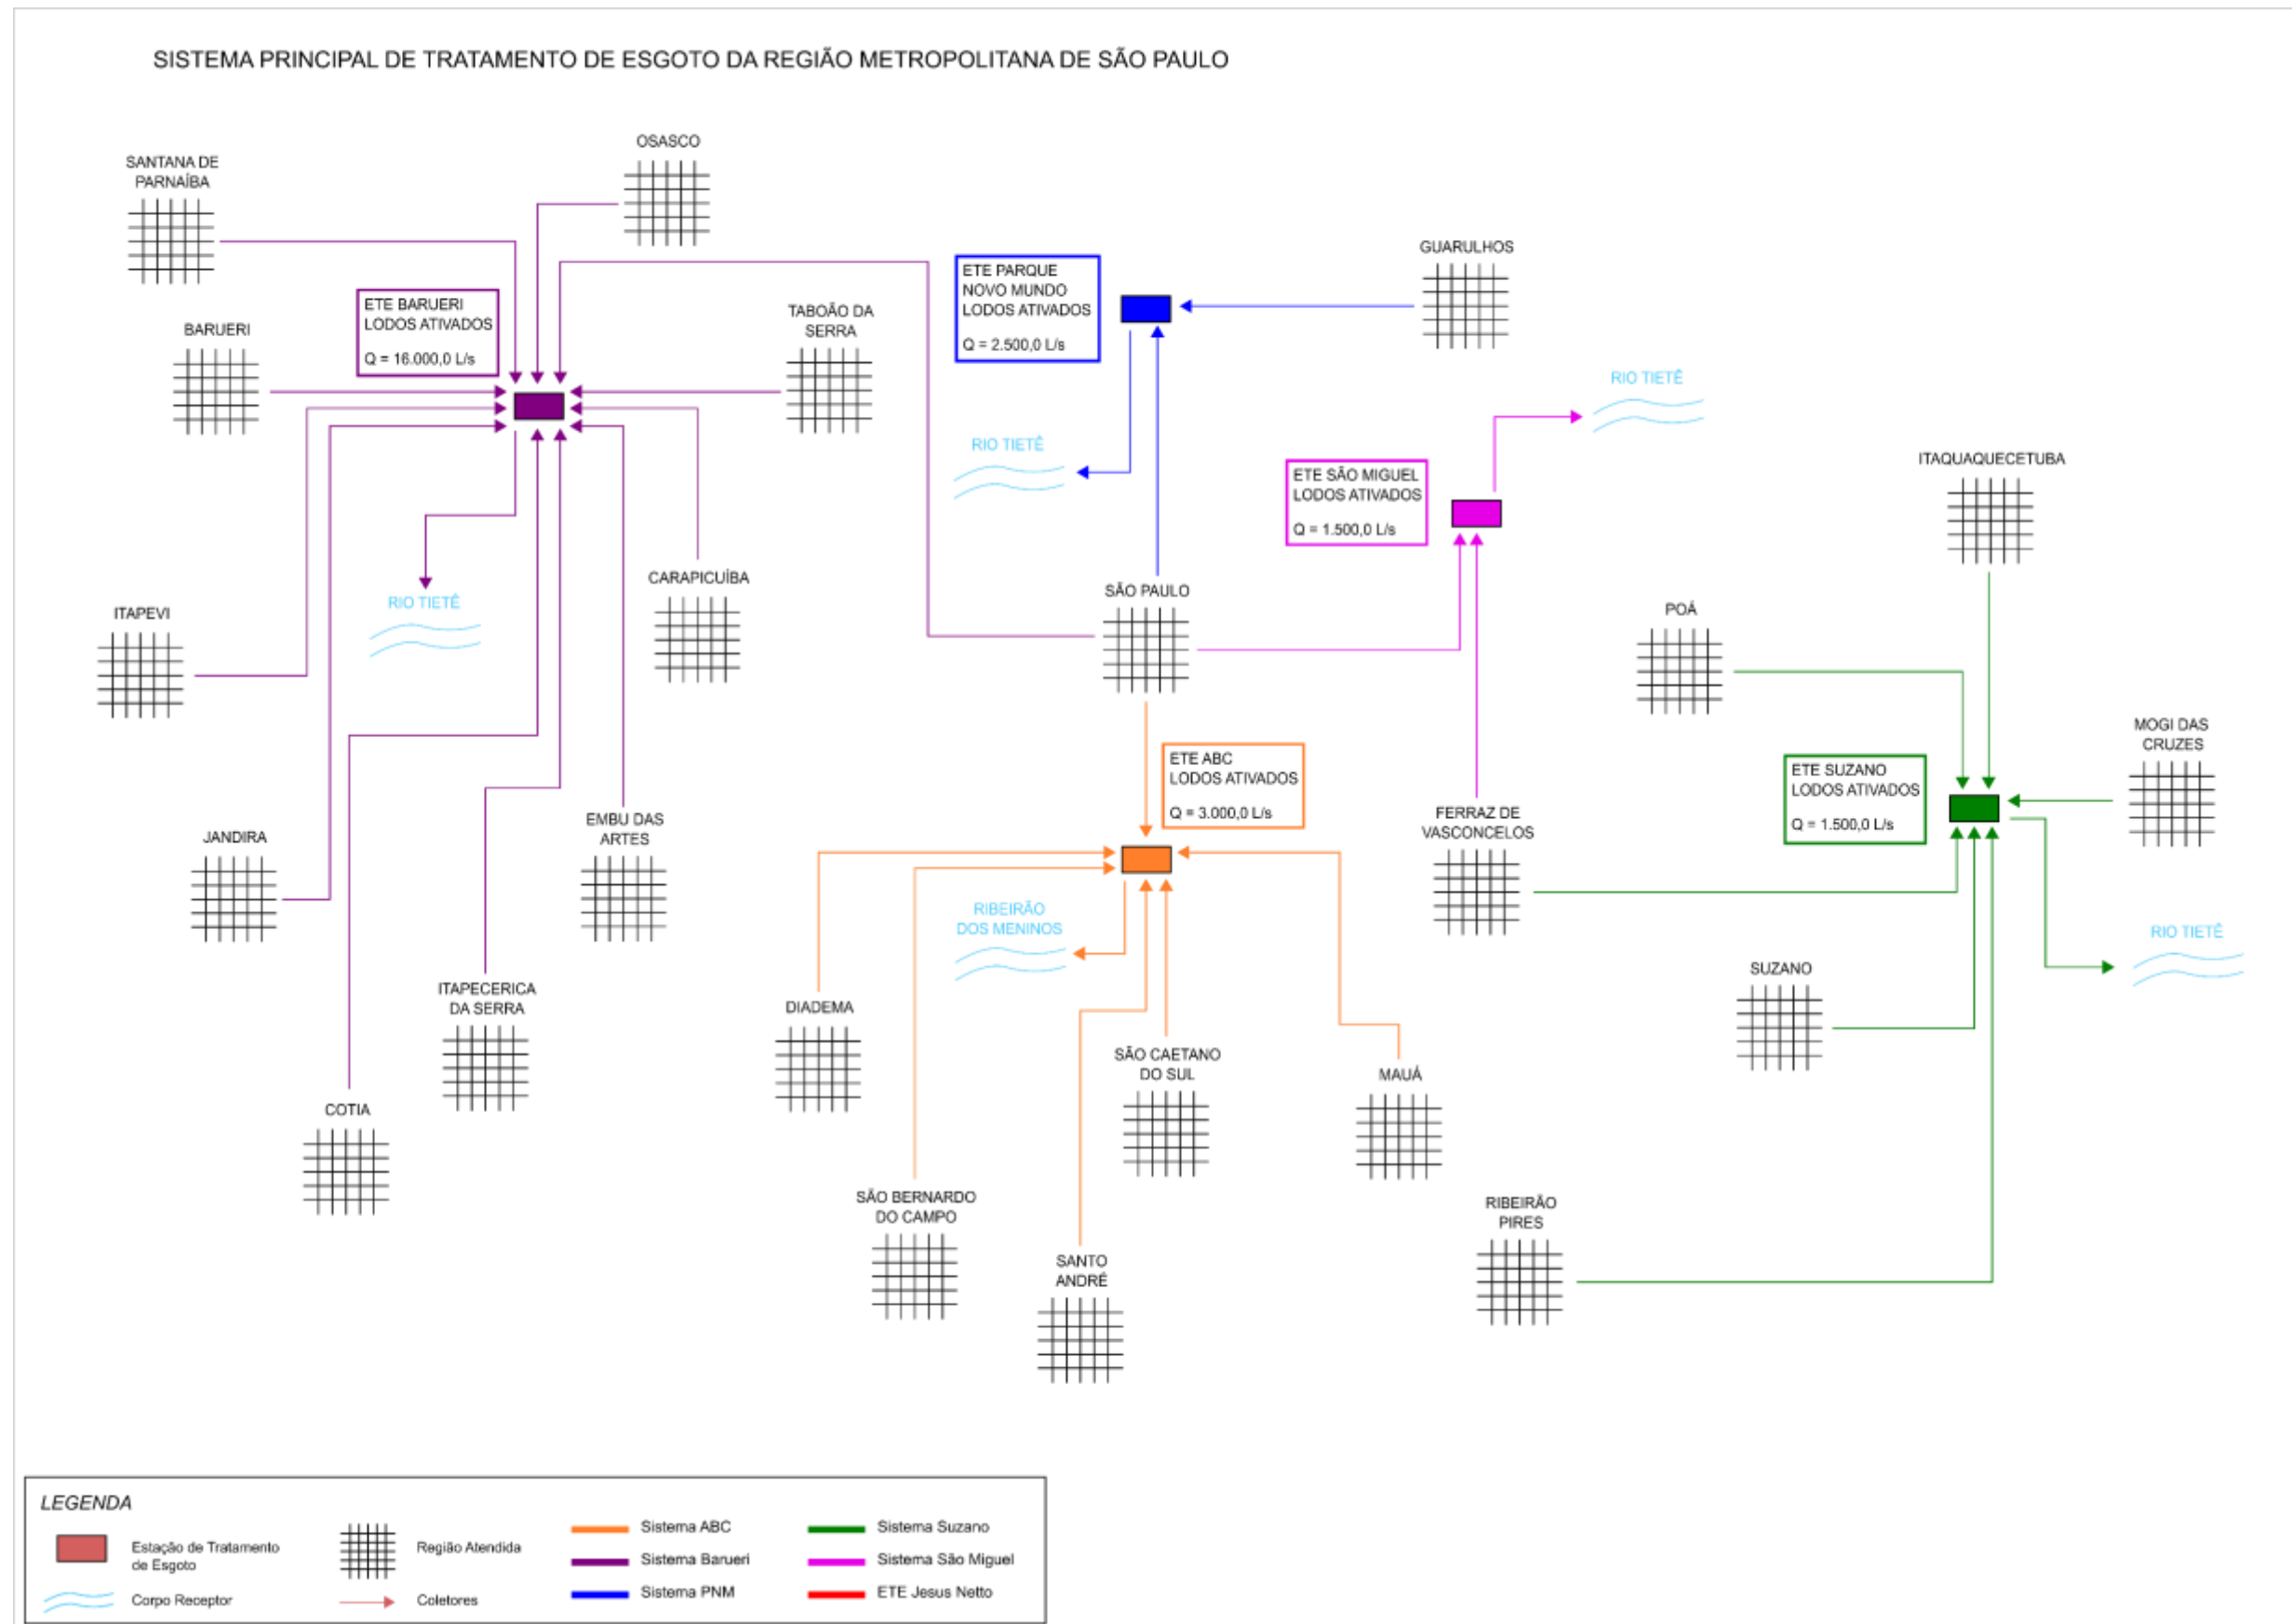 SISTEMA PRINCIPAL DE TRATAMENTO DE ESGOTO DA REGIÃO METROPOLITANA DE SÃO PAULO
OSASCO
SANTANA DE
PARNAÍBA
ETE BARUERI
LODOS ATIVADOS
Q = 16.000,0 L/s
BARUERI
TABOÃO DA
SERRA
ETE PARQUE
NOVO MUNDO
LODOS ATIVADOS
Q = 2.500,0 L/s
GUARULHOS
RIO TIETÊ
RIO TIETÊ
ETE SÃO MIGUEL
LODOS ATIVADOS
Q = 1.500,0 L/s
ITAQUAQUECETUBA
CARAPICUÍBA
RIO TIETÊ
ITAPEVI
SÃO PAULO
POÁ
MOGI DAS
CRUZES
ETE ABC
LODOS ATIVADOS
Q = 3.000,0 L/s
ETE SUZANO
LODOS ATIVADOS
Q = 1.500,0 L/s
JANDIRA
EMBU DAS
ARTES
FERRAZ DE
VASCONCELOS
RIBEIRÃO
DOS MENINOS
RIO TIETÊ
SUZANO
ITAPECERICA
DA SERRA
DIADEMA
SÃO CAETANO
DO SUL
MAUÁ
COTIA
SÃO BERNARDO
DO CAMPO
RIBEIRÃO
PIRES
SANTO
ANDRÉ
LEGENDA
Estação de Tratamento
de Esgoto
Corpo Receptor
Região Atendida
Coletores
Sistema ABC
Sistema Barueri
Sistema PNM
Sistema Suzano
Sistema São Miguel
ETE Jesus Netto